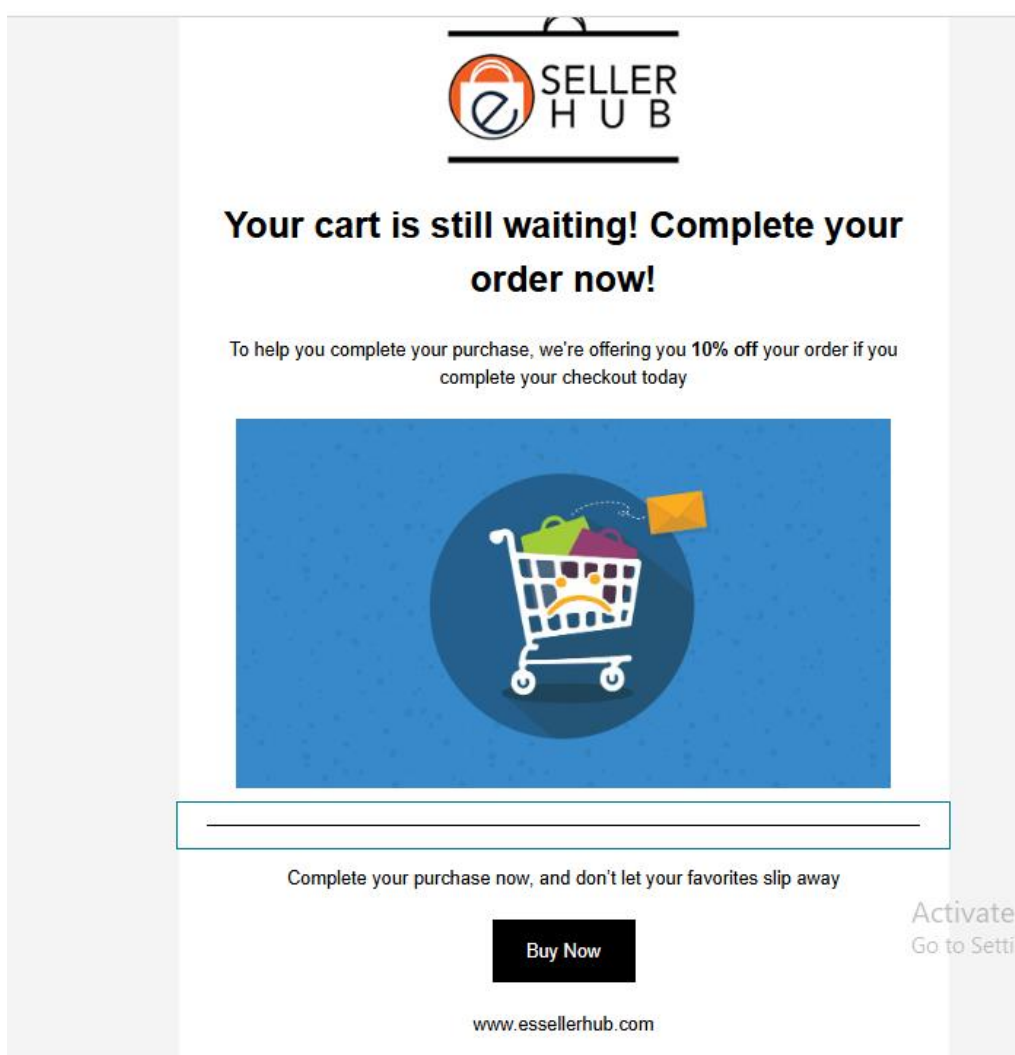 SELLER
HUB
Your cart is still waiting! Complete your
order now!
To help you complete your purchase, we're offering you 10% off your order if you
complete your checkout today
Complete your purchase now, and don't let your favorites slip away
Activate
Go to Setti
Buy Now
www.essellerhub.com